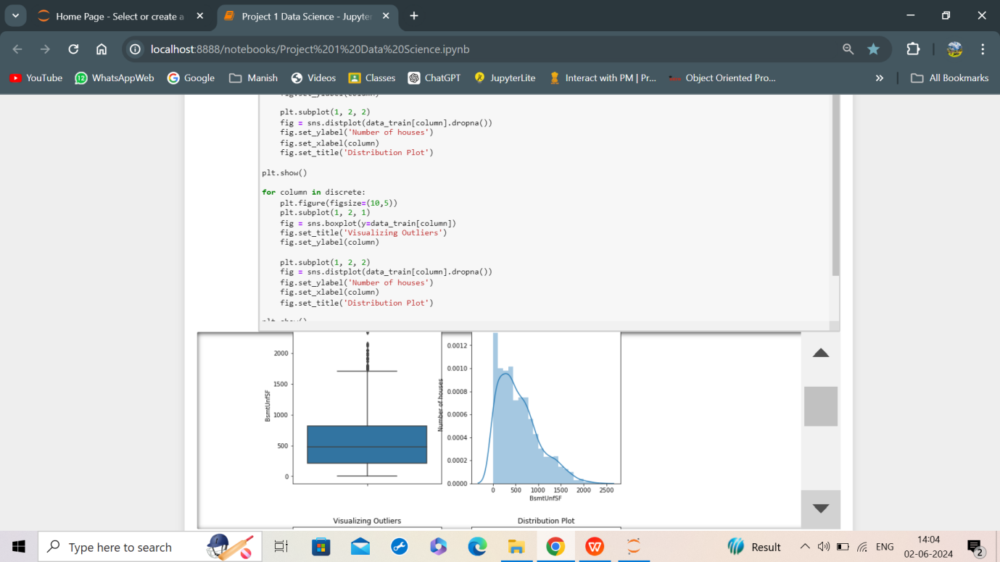 Home Page - Select or create a
Project 1 Data Science - Jupyter
localhost:8888/notebooks/Project%201%20Data%20Science.ipynb
YouTube
12
WhatsAppWeb
Google
Manish
Videos
Classes
ChatGPT
JupyterLite
Interact with PM | Pr...
Object Oriented Pro...
»
All Bookmarks
plt.subplot(1, 2, 2)
fig = sns.distplot(data_train[column].dropna())
fig.set_ylabel('Number of houses')
fig.set_xlabel(column)
fig.set_title('Distribution Plot')
plt.show()
for column in discrete:
plt.figure(figsize=(10,5))
plt.subplot(1, 2, 1)
fig = sns.boxplot(y=data_train[column])
fig.set_title('Visualizing Outliers')
fig.set_ylabel(column)
plt.subplot(1, 2, 2)
fig = sns.distplot(data_train[column].dropna())
fig.set_ylabel('Number of houses')
fig.set_xlabel(column)
fig.set_title('Distribution Plot')
2000
1500
1000
500
0
BsmtUnfSF
0.0012
0.0010
0.0008
0.0006
0.0004
0.0002
0.0000
Number of houses
0 500 1000 1500 2000 2500
BsmtUnfSF
Visualizing Outliers
Distribution Plot
Type here to search
Result
ENG
14:04
02-06-2024
2